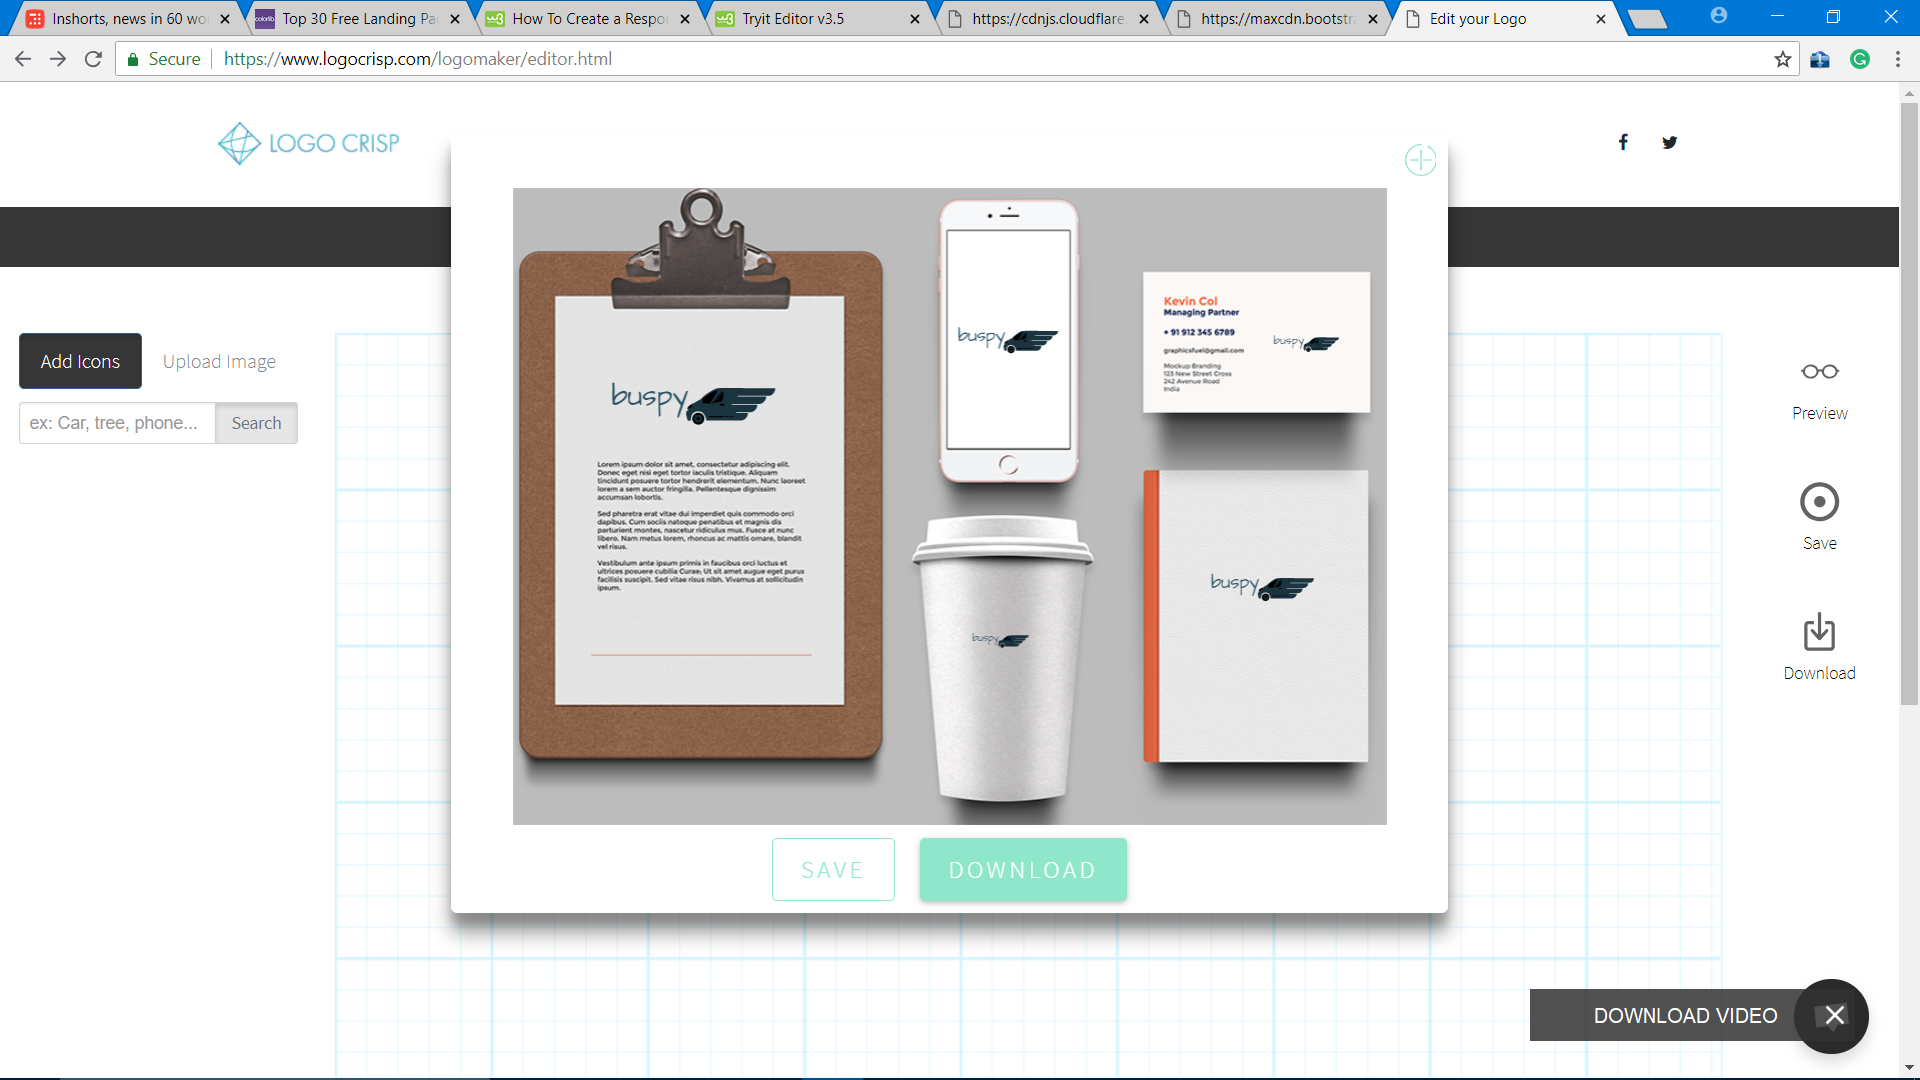 Inshorts, news in 60 wo
Top 30 Free Landing Pa
How To Create a Respon
Tryit Editor v3.5
https://cdnjs.cloudflare.
https://maxcdn.bootstra
Edit your Logo
Secure
https://www.logocrisp.com/logomaker/editor.html
LOGO CRISP
Add Icons
Upload Image
ex: Car, tree, phone...
Search
buspy
Lorem ipsum dolor sit amet, consectetur adipiscing elit.
Donec eget nisi eget tortor iaculis tristique. Aliquam
tincidunt posuere tortor hendrerit elementum. Nunc laoreet
lorem a sem auctor fringilla. Pellentesque dignissim
accumsan lobortis.
Sed pharetra erat vitae dui imperdiet quis commodo orci
dapibus. Cum sociis natoque penatibus et magnis dis
parturient montes, nascetur ridiculus mus. Fusce at nunc
libero. Nam metus lorem, rhoncus ac mattis ornare, blandit
vel risus.
Vestibulum ante ipsum primis in faucibus orci luctus et
ultrices posuere cubilia Curae; Ut sit amet augue eget purus
facilisis suscipit. Sed vitae risus nibh. Vivamus at sollicitudin
ipsum.
buspy
Kevin Col
Managing Partner
+ 91 912 345 6789
graphicsfuel@gmail.com
Mockup Branding
123 New Street Cross
242 Avenue Road
India
buspy
buspy
buspy
Preview
Save
Download
SAVE
DOWNLOAD
DOWNLOAD VIDEO